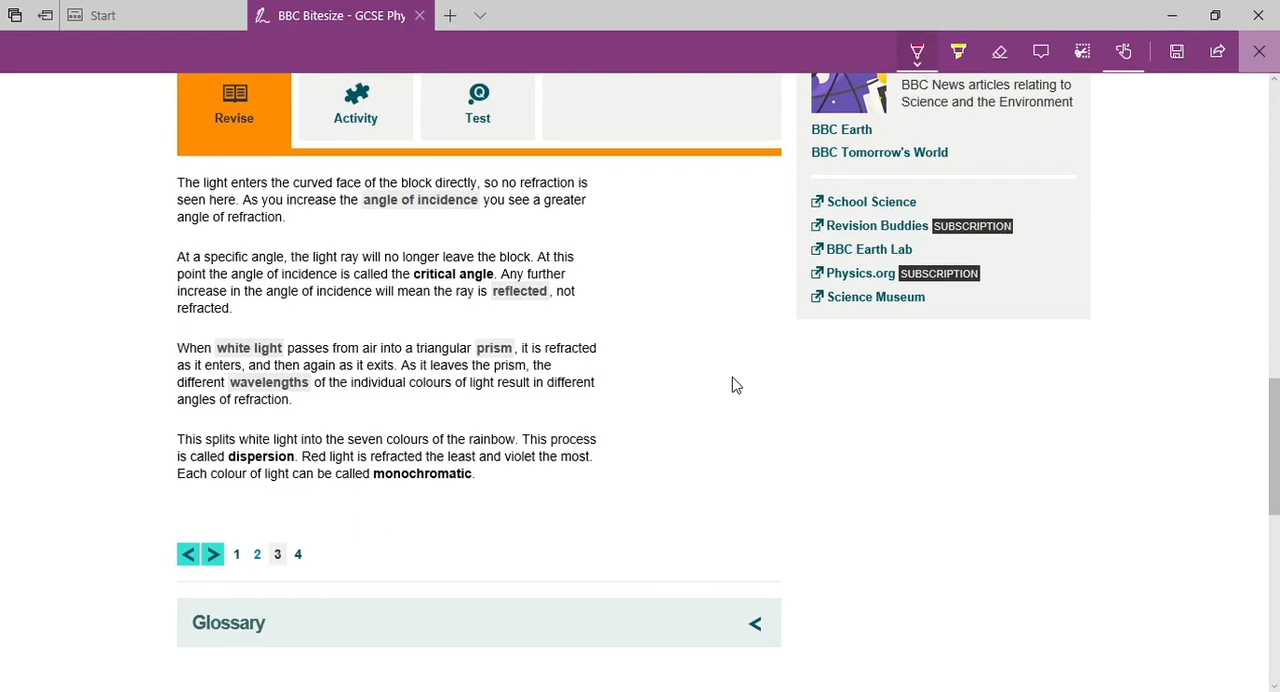 Start
BBC Bitesize - GCSE Phy
Revise
Activity
Test
The light enters the curved face of the block directly, so no refraction is
seen here. As you increase the angle of incidence you see a greater
angle of refraction.
At a specific angle, the light ray will no longer leave the block. At this
point the angle of incidence is called the critical angle. Any further
increase in the angle of incidence will mean the ray is reflected, not
refracted.
When white light passes from air into a triangular prism, it is refracted
as it enters, and then again as it exits. As it leaves the prism, the
different wavelengths of the individual colours of light result in different
angles of refraction.
This splits white light into the seven colours of the rainbow. This process
is called dispersion. Red light is refracted the least and violet the most.
Each colour of light can be called monochromatic.
< > 1 2 3 4
Glossary <
BBC News articles relating to
Science and the Environment
BBC Earth
BBC Tomorrow's World
School Science
Revision Buddies SUBSCRIPTION
BBC Earth Lab
Physics.org SUBSCRIPTION
Science Museum